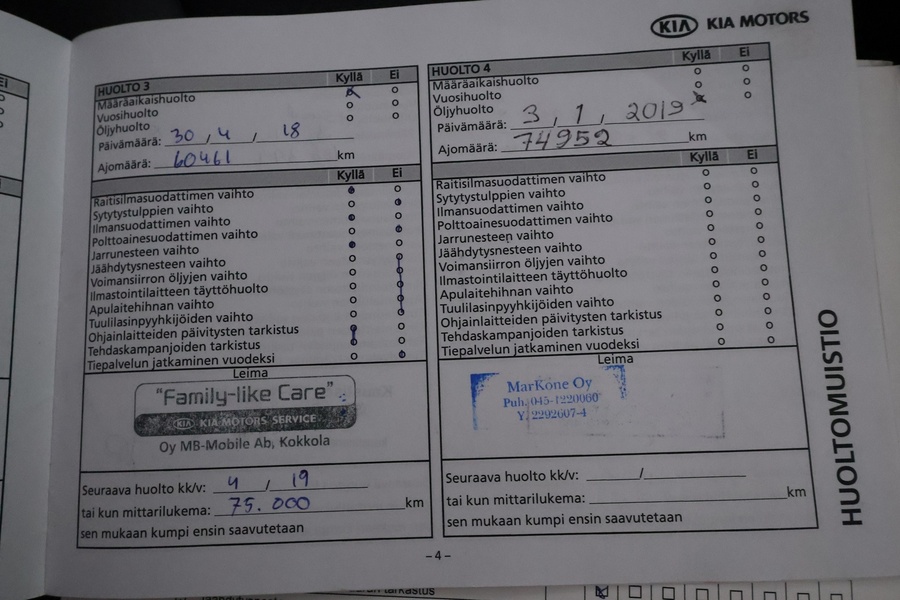 KIA KIA MOTORS
HUOLTO 3 Kyllä Ei
Määräaikaishuolto
Vuosihuolto
Öljyhuolto
Päivämäärä: 30, 4, 18
Ajomäärä: 60461 km
Kyllä Ei
Raitisilmasuodattimen vaihto
Sytytystulppien vaihto
Ilmansuodattimen vaihto
Polttoainesuodattimen vaihto
Jarrunesteen vaihto
Jäähdytysnesteen vaihto
Voimansiirron öljyjen vaihto
Ilmastointilaitteen täyttöhuolto
Apulaitehihnan vaihto
Tuulilasinpyyhkijöiden vaihto
Ohjainlaitteiden päivitysten tarkistus
Tehdaskampanjoiden tarkistus
Tiepalvelun jatkaminen vuodeksi
Leima
"Family-like Care"
KIA MOTORS SERVICE
Oy MB-Mobile Ab, Kokkola
Seuraava huolto kk/v: 4 / 19
tai kun mittarilukema: 75.000 km
sen mukaan kumpi ensin saavutetaan
HUOLTO 4 Kyllä Ei
Määräaikaishuolto
Vuosihuolto
Öljyhuolto
Päivämäärä: 3, 1, 2019
Ajomäärä: 74952 km
Kyllä Ei
Raitisilmasuodattimen vaihto
Sytytystulppien vaihto
Ilmansuodattimen vaihto
Polttoainesuodattimen vaihto
Jarrunesteen vaihto
Jäähdytysnesteen vaihto
Voimansiirron öljyjen vaihto
Ilmastointilaitteen täyttöhuolto
Apulaitehihnan vaihto
Tuulilasinpyyhkijöiden vaihto
Ohjainlaitteiden päivitysten tarkistus
Tehdaskampanjoiden tarkistus
Tiepalvelun jatkaminen vuodeksi
Leima
MarKone Oy
Puh. 045-1220060
Y. 2292607-4
Seuraava huolto kk/v: /
tai kun mittarilukema: km
sen mukaan kumpi ensin saavutetaan
HUOLTOMUISTIO
-4-